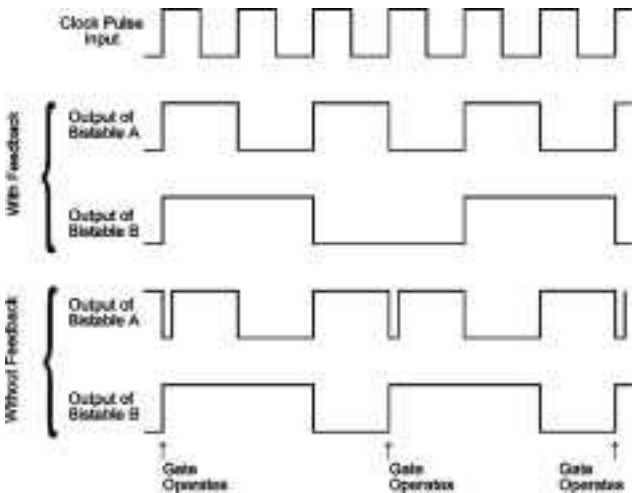 Clock Pulse
Input
With Feedback
Output of
Bistable A
Output of
Bistable B
Without Feedback
Output of
Bistable A
Output of
Bistable B
Gate
Operates
Gate
Operates
Gate
Operates